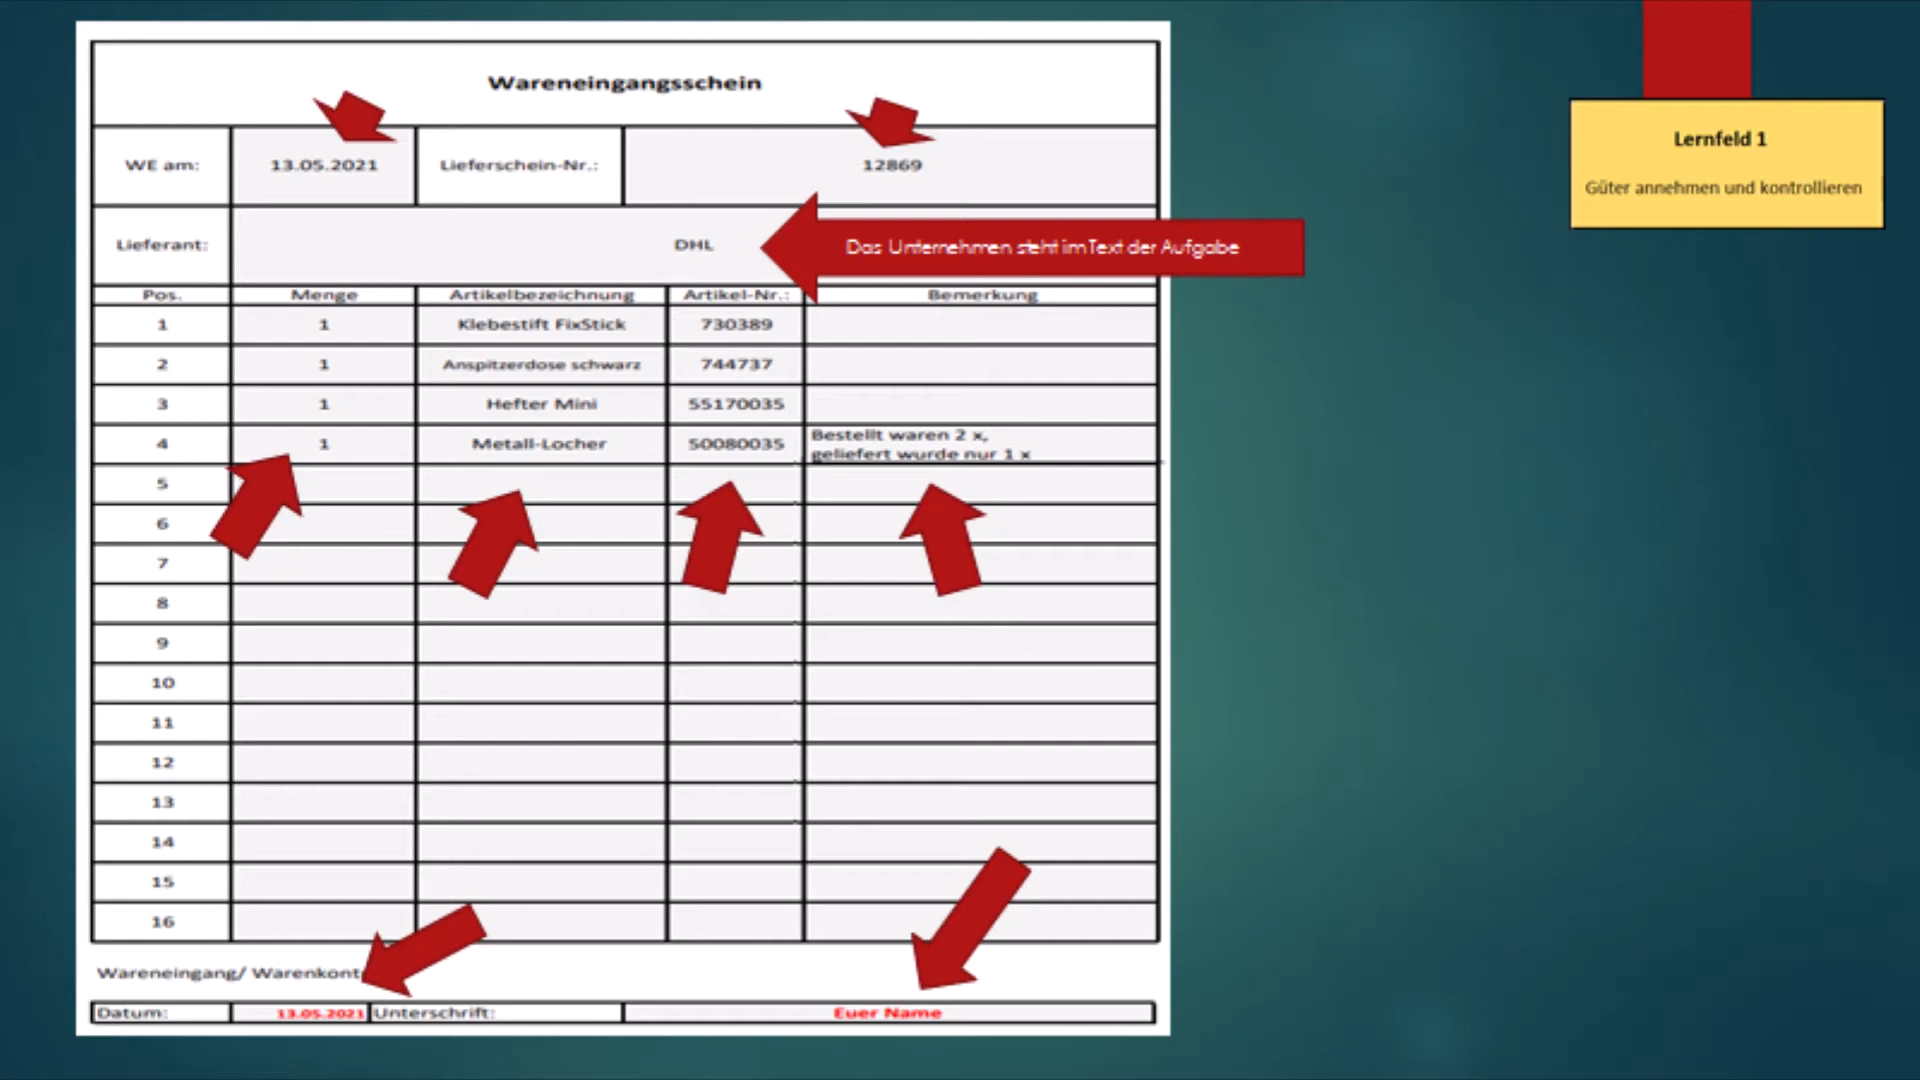 Wareneingangsschein
Lernfeld 1
Güter annehmen und kontrollieren
WE am: 13.05.2021 Lieferschein-Nr.: 12869
Lieferant: DHL
Das Unternehmen steht im Text der Aufgabe
Pos. Menge Artikelbezeichnung Artikel-Nr.: Bemerkung
1 1 Klebestift FixStick 730389
2 1 Anspitzerdose schwarz 744737
3 1 Hefter Mini 55170035
4 1 Metall-Locher 50080035 Bestellt waren 2 x,
geliefert wurde nur 1 x
5
6
7
8
9
10
11
12
13
14
15
16
Wareneingang/ Warenkont
Datum: 13.05.2021 Unterschrift: Euer Name